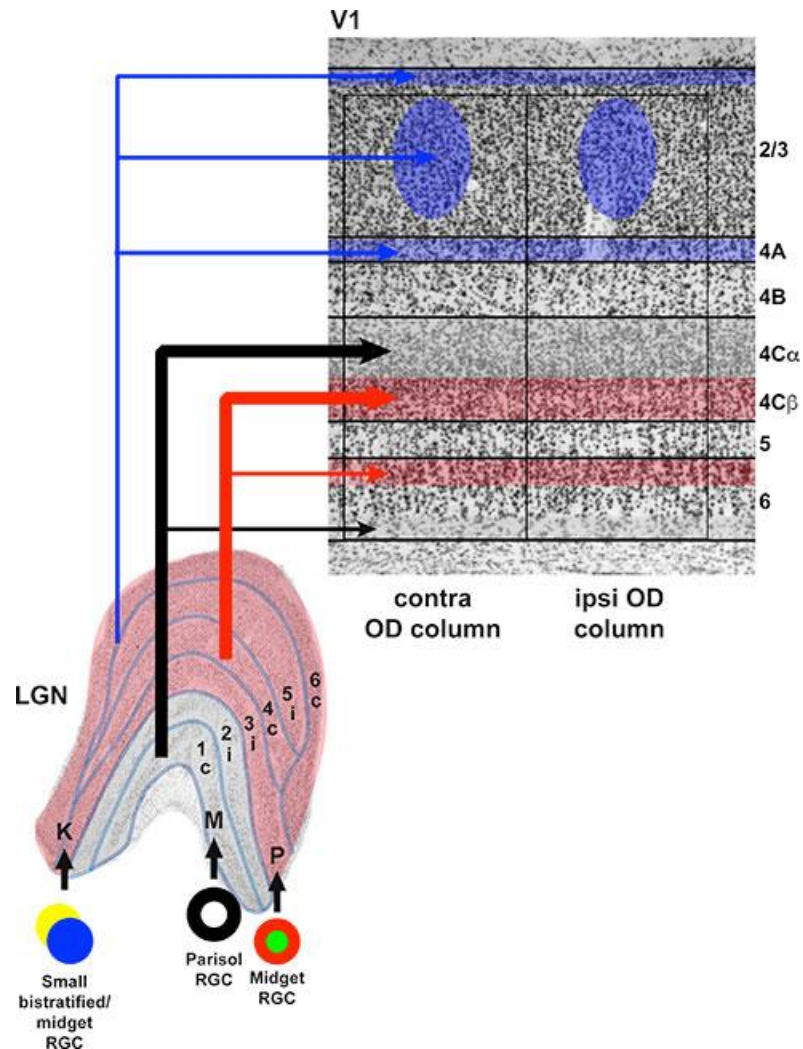 V1
2/3
4A
4B
4Cα
4Cβ
5
6
contra
OD column
ipsi OD
column
LGN
1
c
2
i
3
i
4
c
5
i
6
c
K
M
P
Small
bistratified/
midget
RGC
Parisol
RGC
Midget
RGC